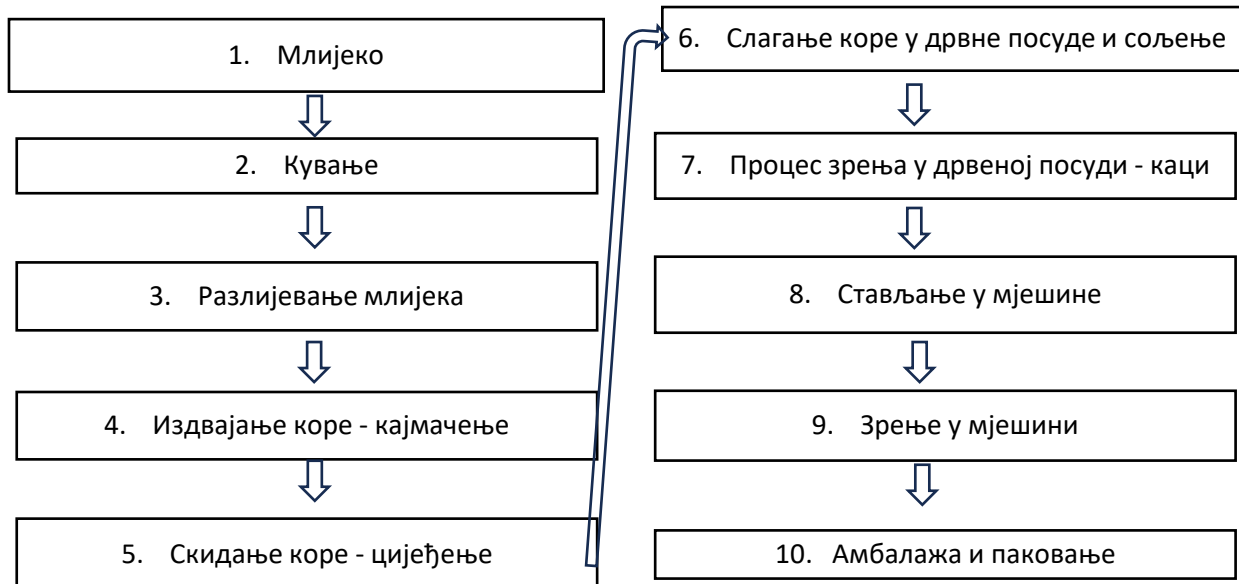 1. Млијеко
2. Кување
3. Разлијевање млијека
4. Издвајање коре - кајмачење
5. Скидање коре - цијеђење
6. Слагање коре у дрвне посуде и сољење
7. Процес зрења у дрвеној посуди - каци
8. Стављање у мјешине
9. Зрење у мјешини
10. Амбалажа и паковање